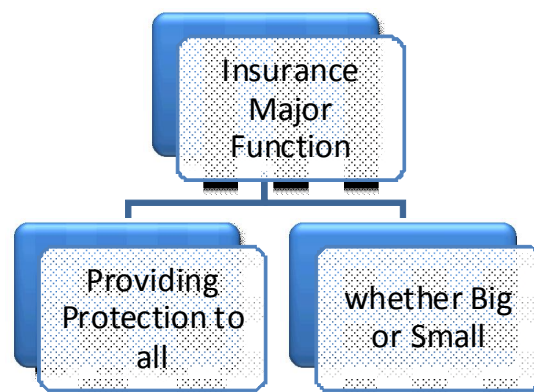 Insurance
Major
Function
Providing
Protection to
all
whether Big
or Small